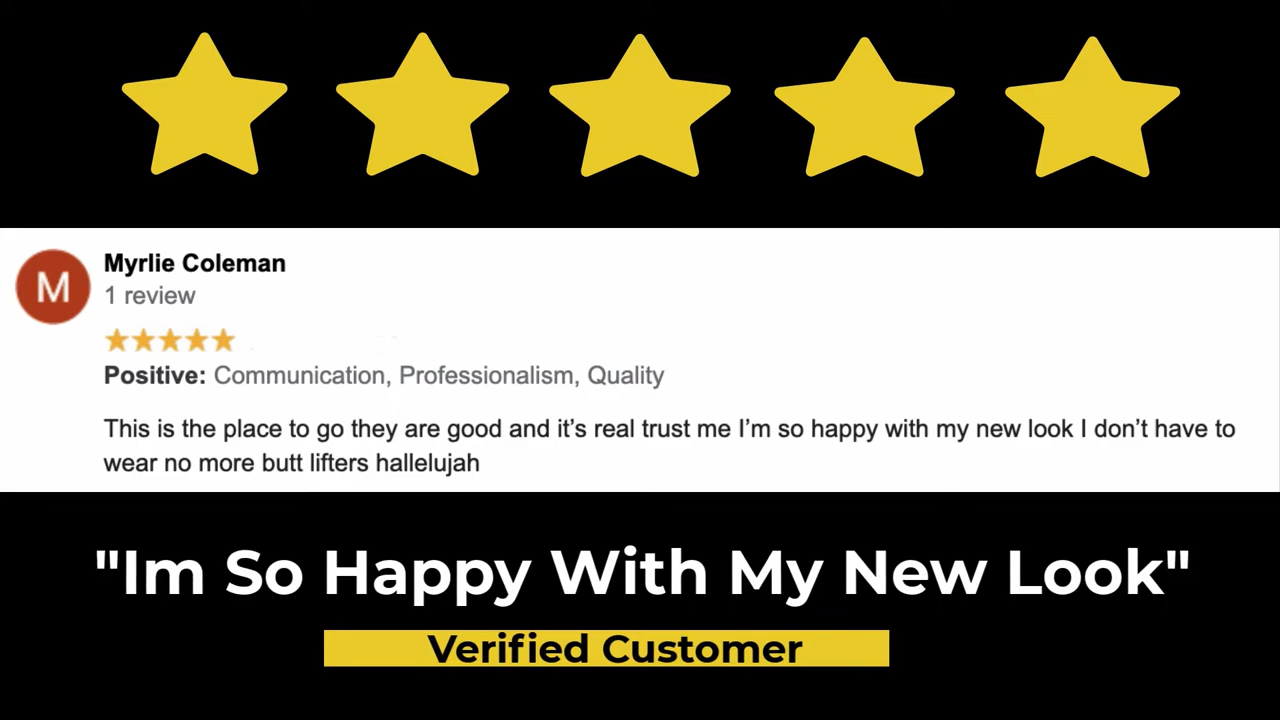 M
Myrlie Coleman
1 review
Positive: Communication, Professionalism, Quality
This is the place to go they are good and it’s real trust me I’m so happy with my new look I don’t have to
wear no more butt lifters hallelujah
"Im So Happy With My New Look"
Verified Customer